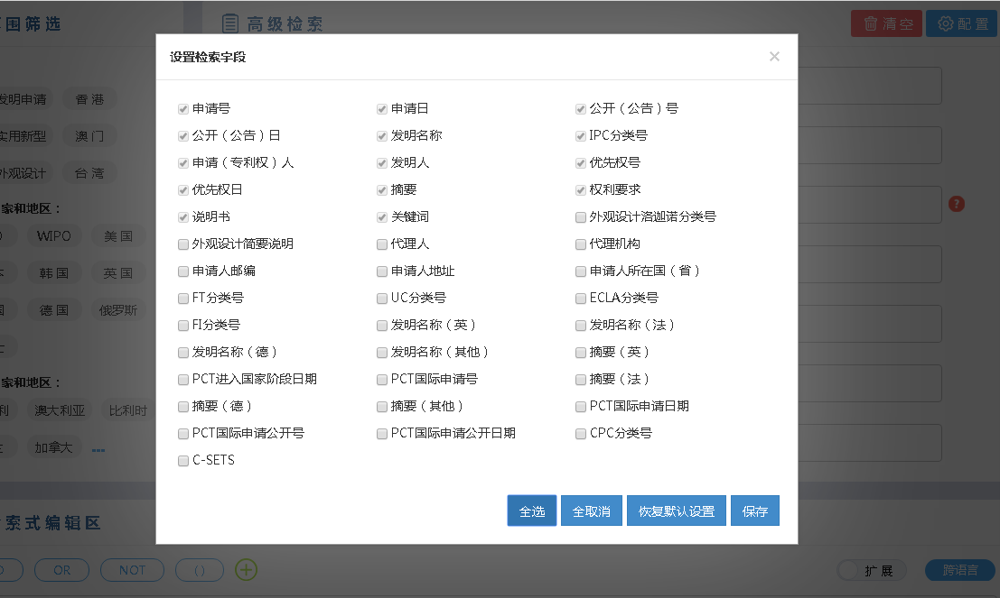 围筛选
高级检索
清空
配置
设置检索字段
×
申请号 申请日 公开（公告）号
公开（公告）日 发明名称 IPC分类号
申请（专利权）人 发明人 优先权号
优先权日 摘要 权利要求
说明书 关键词 外观设计洛迦诺分类号
外观设计简要说明 代理人 代理机构
申请人邮编 申请人地址 申请人所在国（省）
FT分类号 UC分类号 ECLA分类号
FI分类号 发明名称（英） 发明名称（法）
发明名称（德） 发明名称（其他） 摘要（英）
PCT进入国家阶段日期 PCT国际申请号 摘要（法）
摘要（德） 摘要（其他） PCT国际申请日期
PCT国际申请公开号 PCT国际申请公开日期 CPC分类号
C-SETS
全选 全取消 恢复默认设置 保存
发明申请 香港
实用新型 澳门
外观设计 台湾
家和地区：
WIPO 美国
韩国 英国
国 德国 俄罗斯
士
家和地区：
利 澳大利亚 比利时
加拿大 ...
?
索式编辑区
OR NOT ()
扩展 跨语言